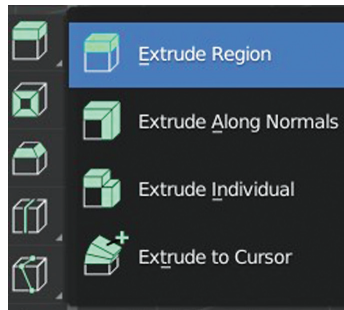 Extrude Region
Extrude Along Normals
Extrude Individual
Extrude to Cursor